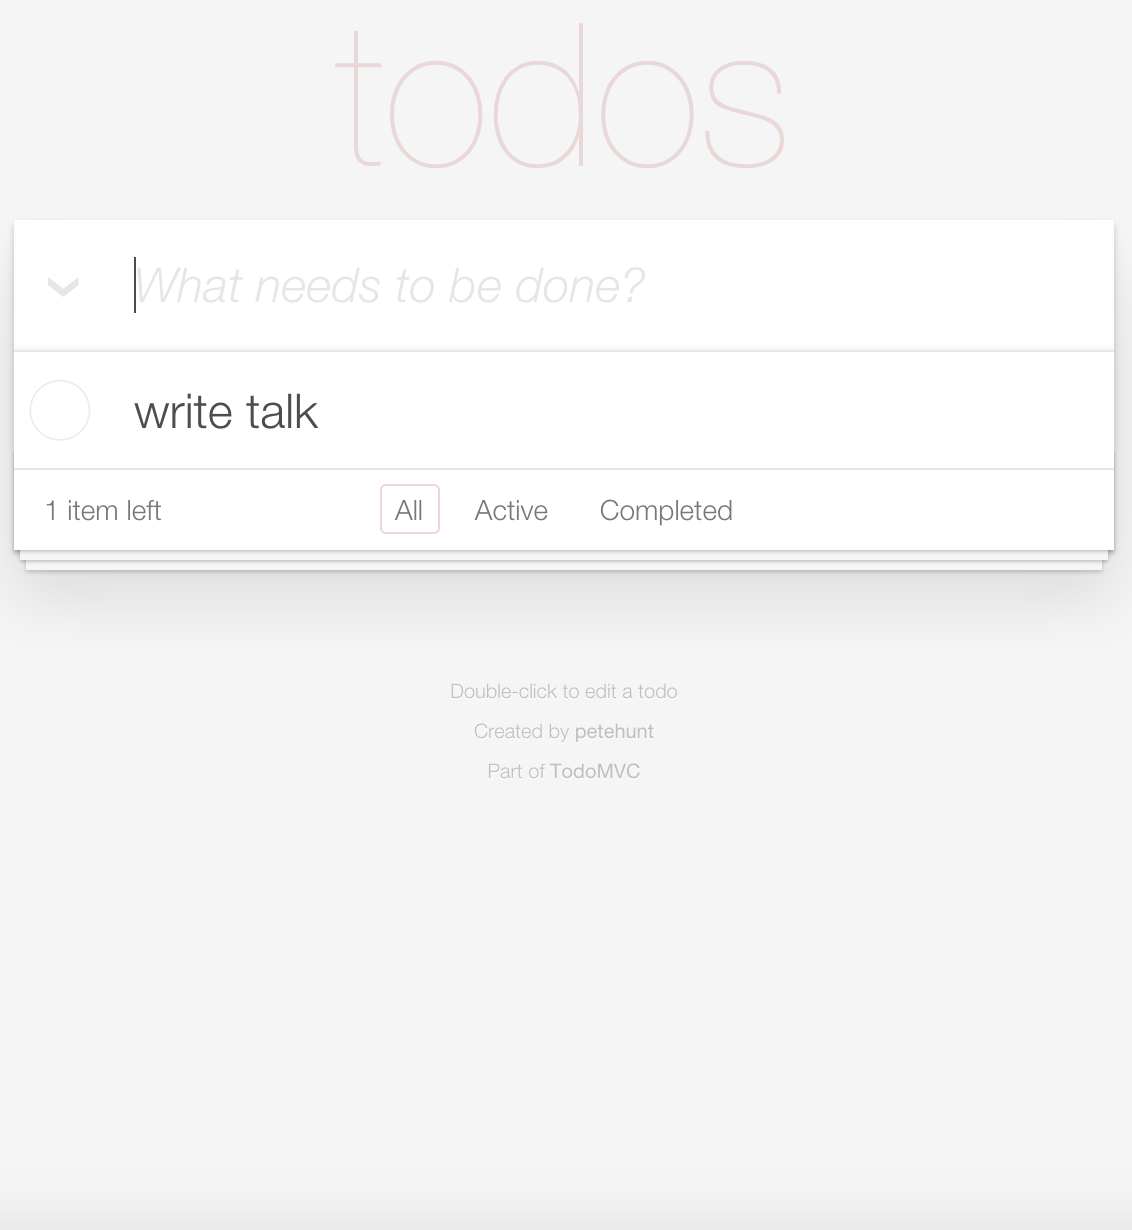 todos
What needs to be done?
write talk
1 item left All Active Completed
Double-click to edit a todo
Created by petehunt
Part of TodoMVC